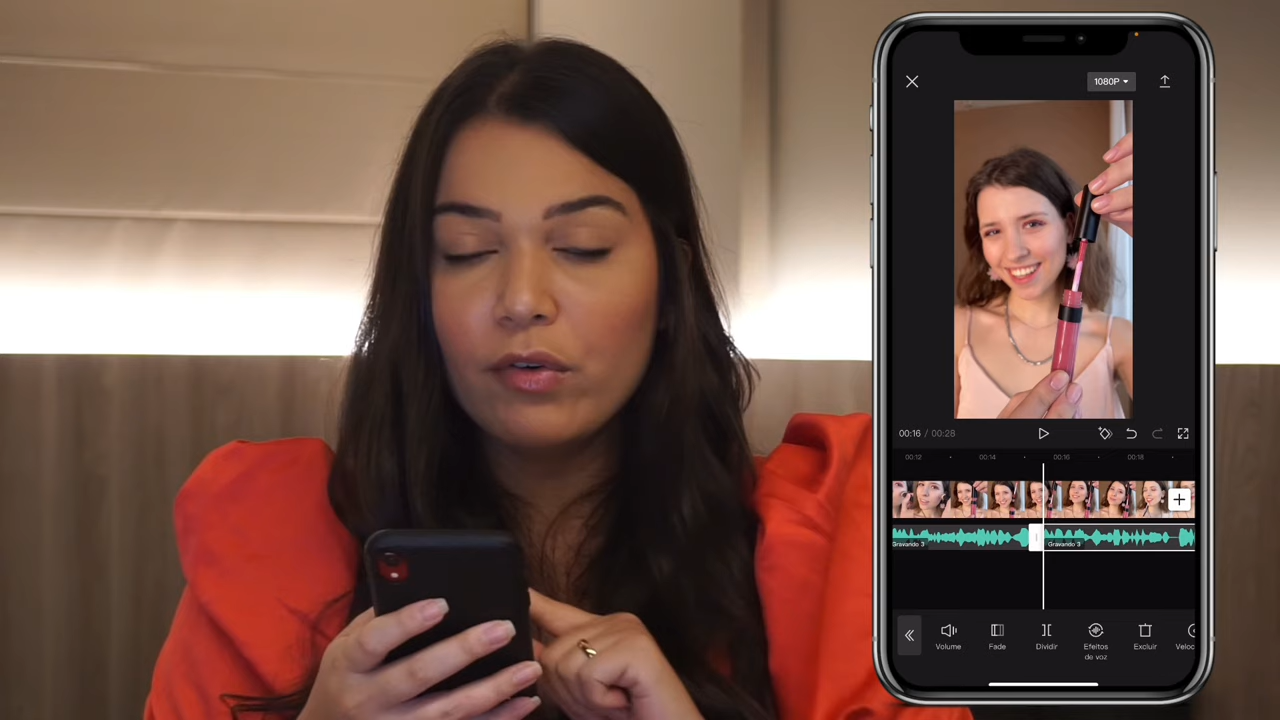 1080P
00:16 / 00:28
00:12 00:14 00:16 00:18
Gravando 3 Gravando 3
Volume Fade Dividir Efeitos de voz Excluir Veloc